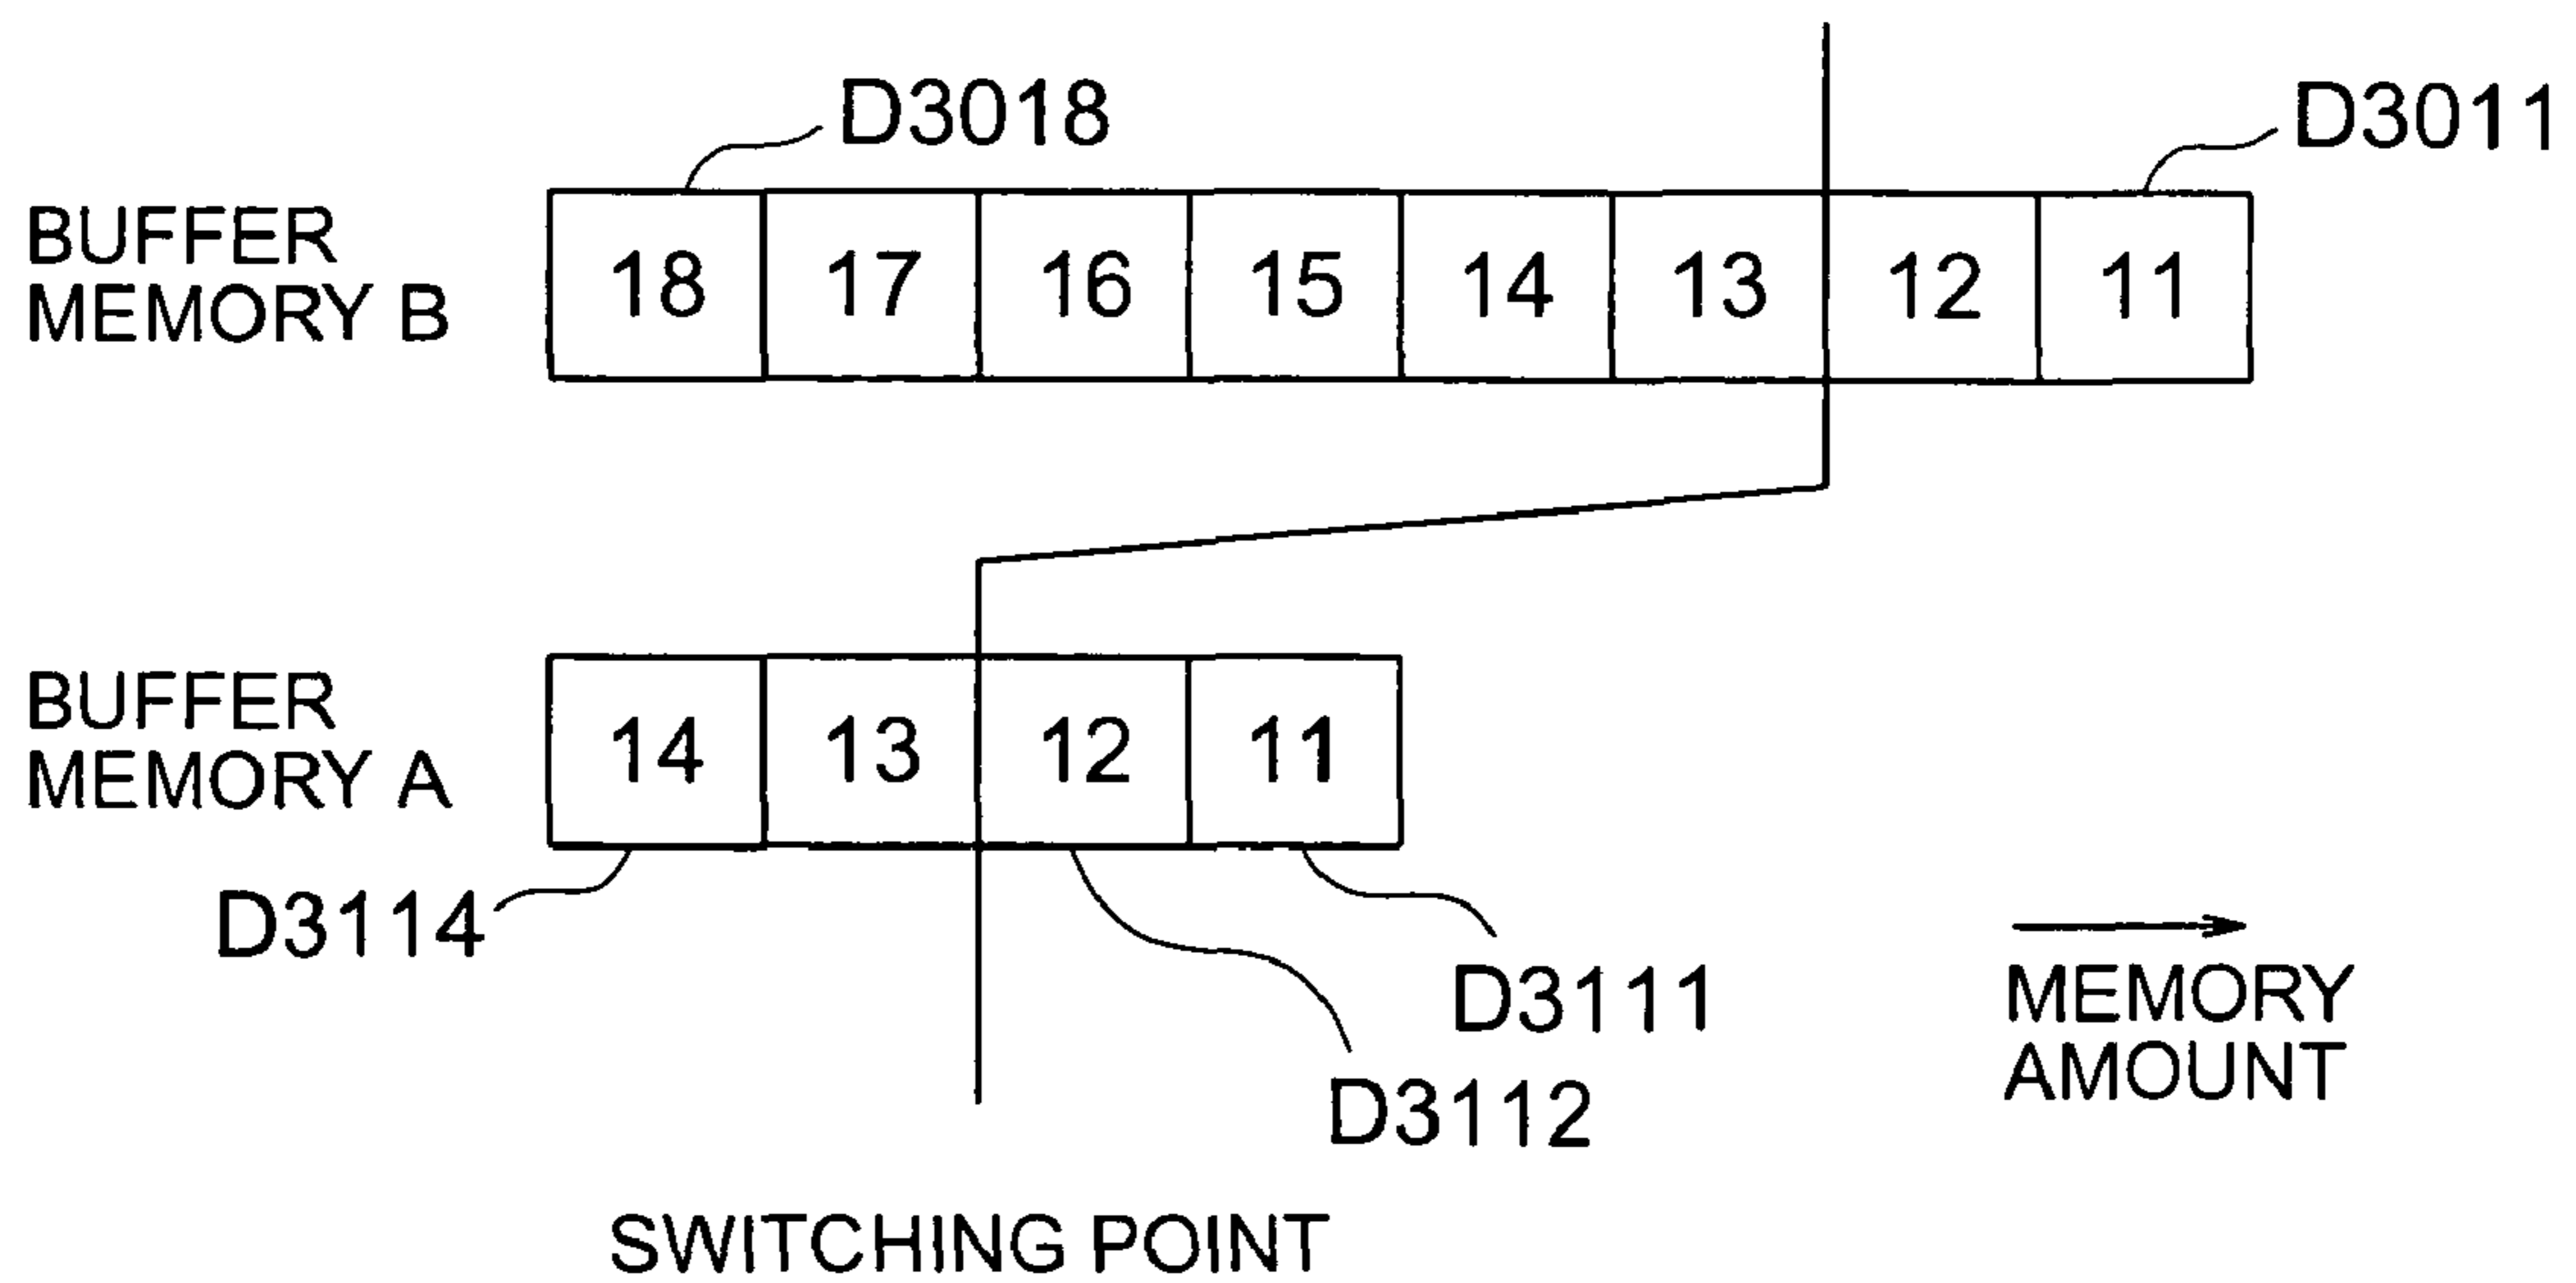 D3018
D3011
BUFFER
MEMORY B
18 17 16 15 14 13 12 11
BUFFER
MEMORY A
14 13 12 11
D3114
D3111
D3112
MEMORY
AMOUNT
SWITCHING POINT